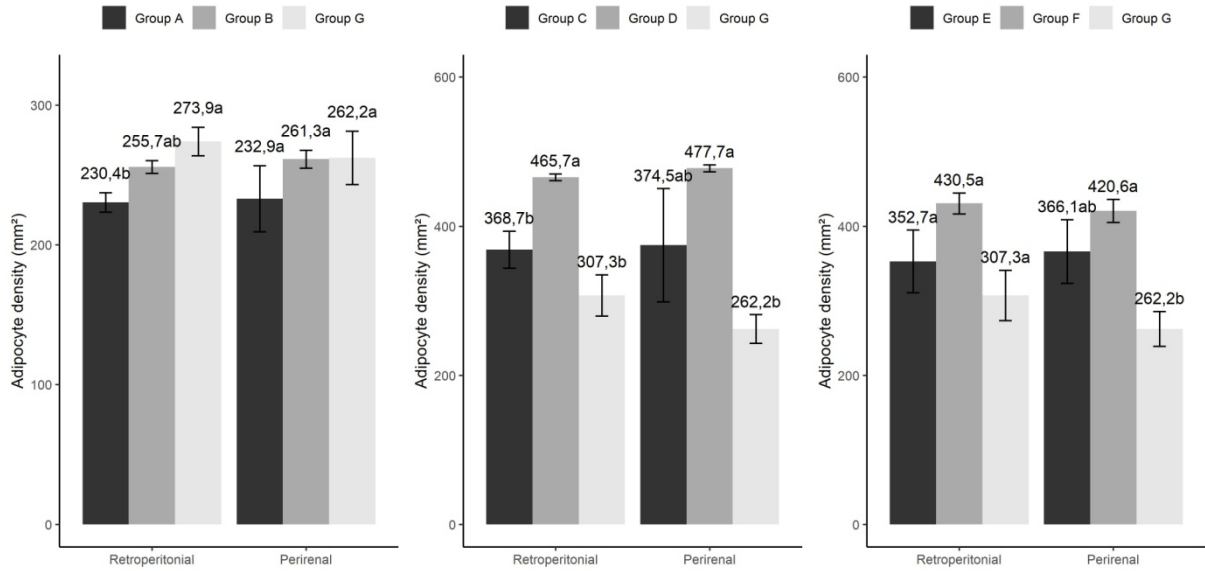 Group A Group B Group G
Adipocyte density (mm²)
300
200
100
0
230,4b
255,7ab
273,9a
232,9a
261,3a
262,2a
Retroperitonial Perirenal
Group C Group D Group G
Adipocyte density (mm²)
600
400
200
0
368,7b
465,7a
307,3b
374,5ab
477,7a
262,2b
Retroperitonial Perirenal
Group E Group F Group G
Adipocyte density (mm²)
600
400
200
0
352,7a
430,5a
307,3a
366,1ab
420,6a
262,2b
Retroperitonial Perirenal